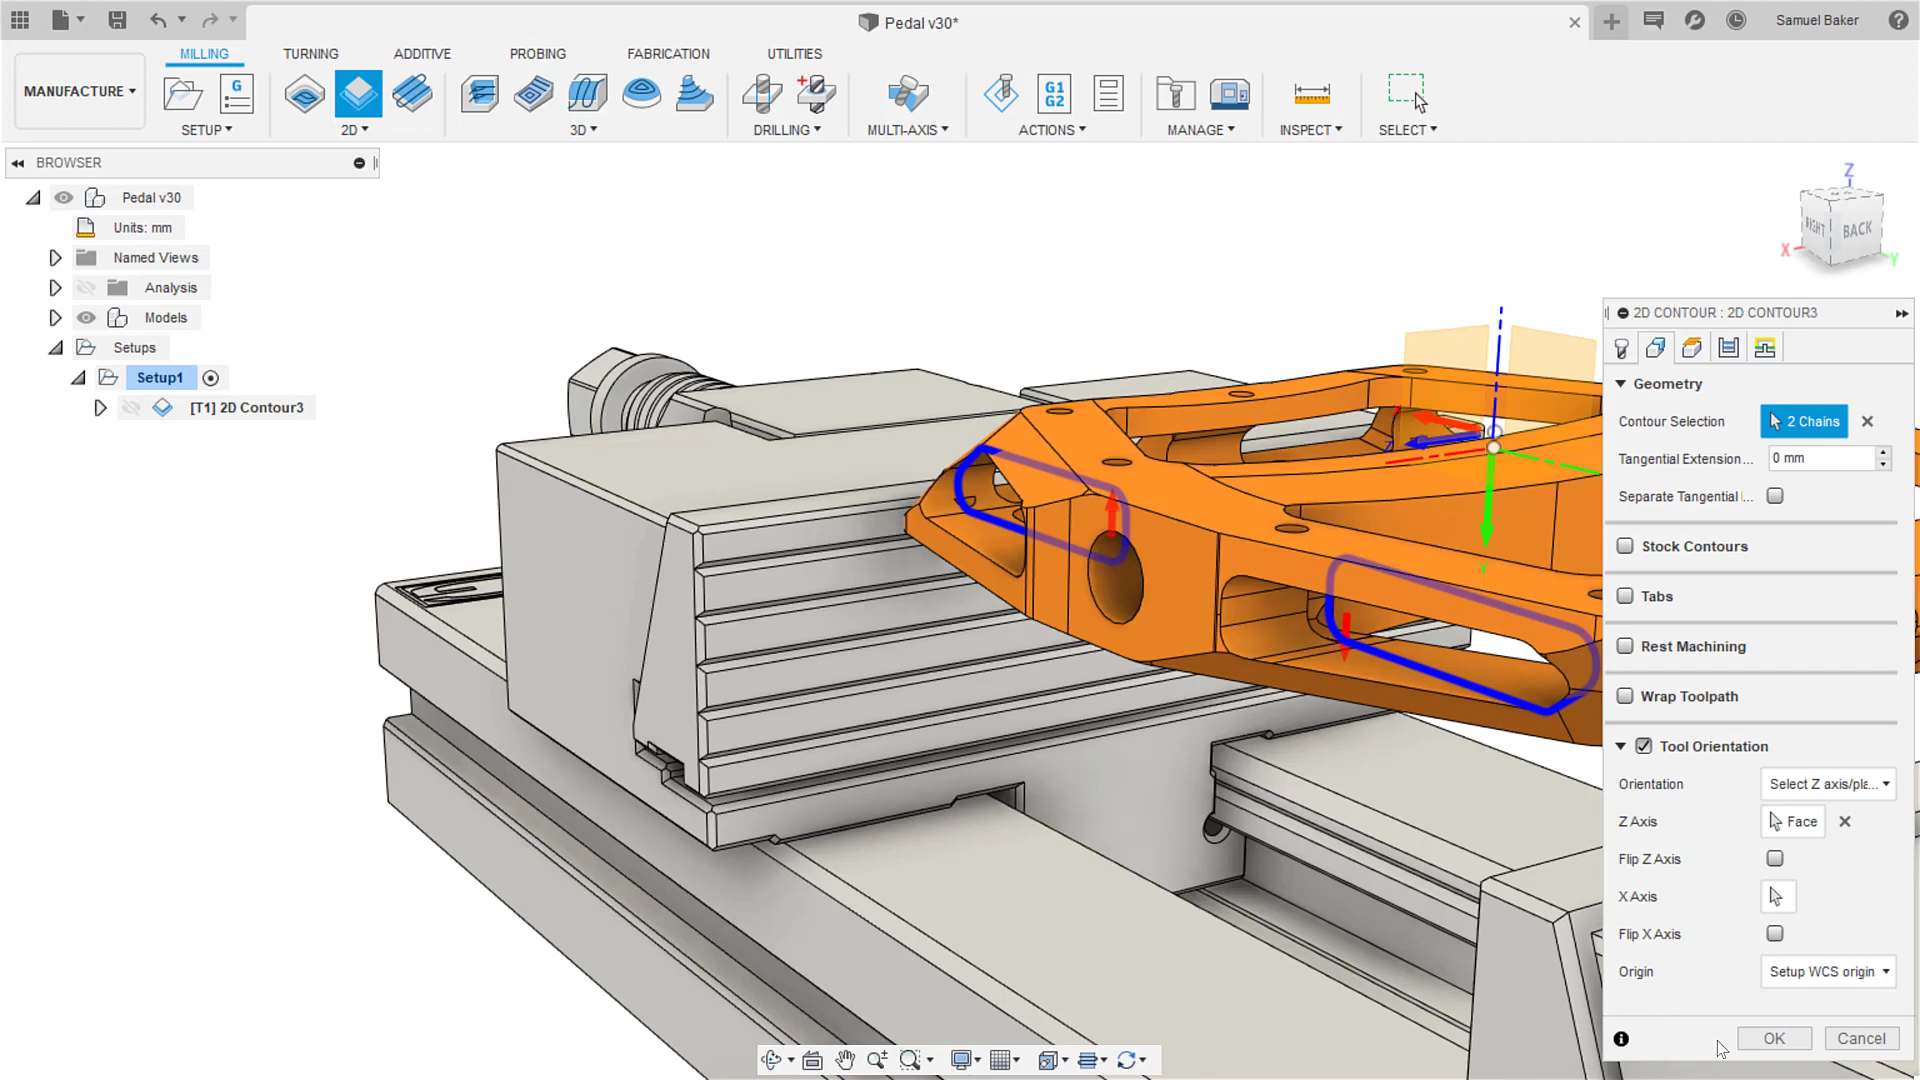 Pedal v30*
Samuel Baker
MILLING TURNING ADDITIVE PROBING FABRICATION UTILITIES
MANUFACTURE
G
G1
G2
SETUP 2D 3D DRILLING MULTI-AXIS ACTIONS MANAGE INSPECT SELECT
BROWSER
Pedal v30
Units: mm
Named Views
Analysis
Models
Setups
Setup1
[T1] 2D Contour3
Z
RIGHT BACK
X
Y
Z
Y
2D CONTOUR : 2D CONTOUR3
Geometry
Contour Selection 2 Chains
Tangential Extension... 0 mm
Separate Tangential ...
Stock Contours
Tabs
Rest Machining
Wrap Toolpath
Tool Orientation
Orientation Select Z axis/pla...
Z Axis Face
Flip Z Axis
X Axis
Flip X Axis
Origin Setup WCS origin
OK Cancel